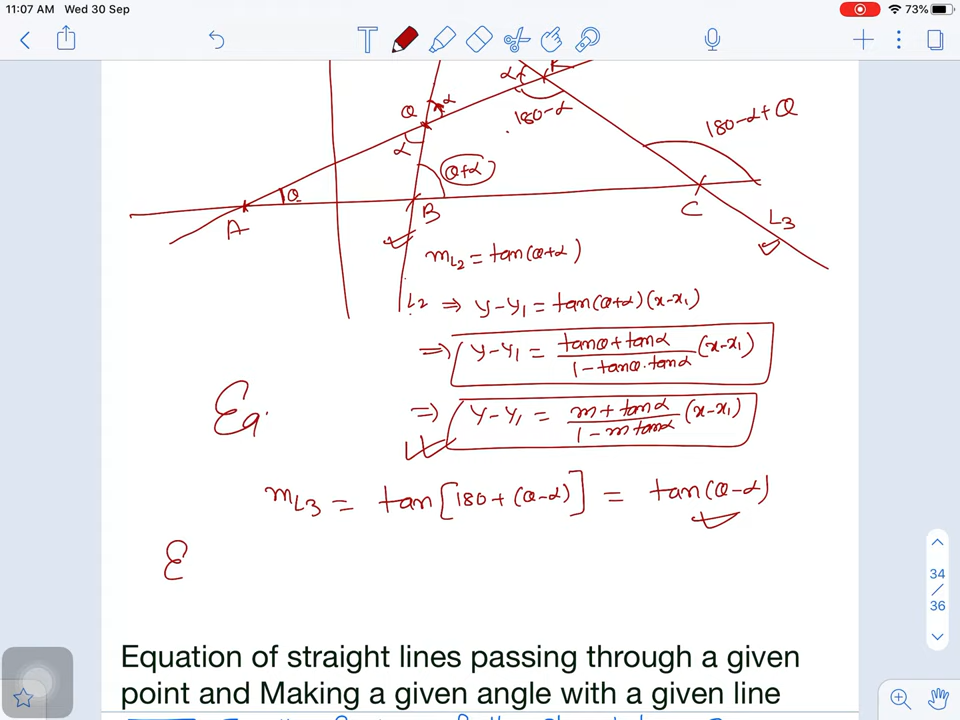 11:07 AM Wed 30 Sep
73%
T
α
R
180-α
180-α+θ
Q
α
α
θ+α
θ
A
B
C
L3
mL2 = tan(θ+α)
L2 ⇒ y-y1 = tan(θ+α)(x-x1)
⇒ y-y1 = tanθ+tanα / 1-tanθ.tanα (x-x1)
Eq.
⇒ y-y1 = m+tanα / 1-m tanα (x-x1)
mL3 = tan[180+(θ-α)] = tan(θ-α)
E
34
/
36
Equation of straight lines passing through a given
point and Making a given angle with a given line